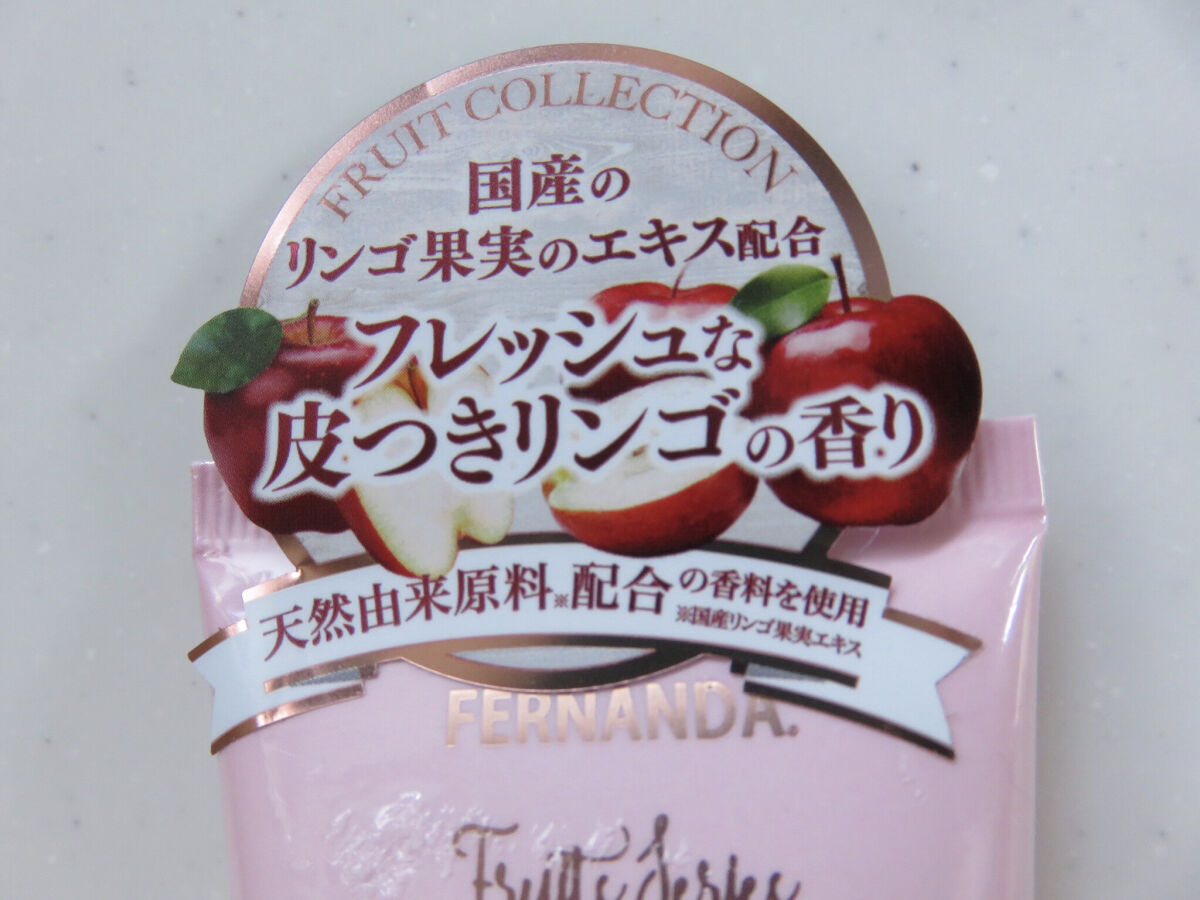 FRUIT COLLECTION
国産の
リンゴ果実のエキス配合
フレッシュな
皮つきリンゴの香り
天然由来原料※配合の香料を使用
※国産リンゴ果実エキス
FERNANDA.